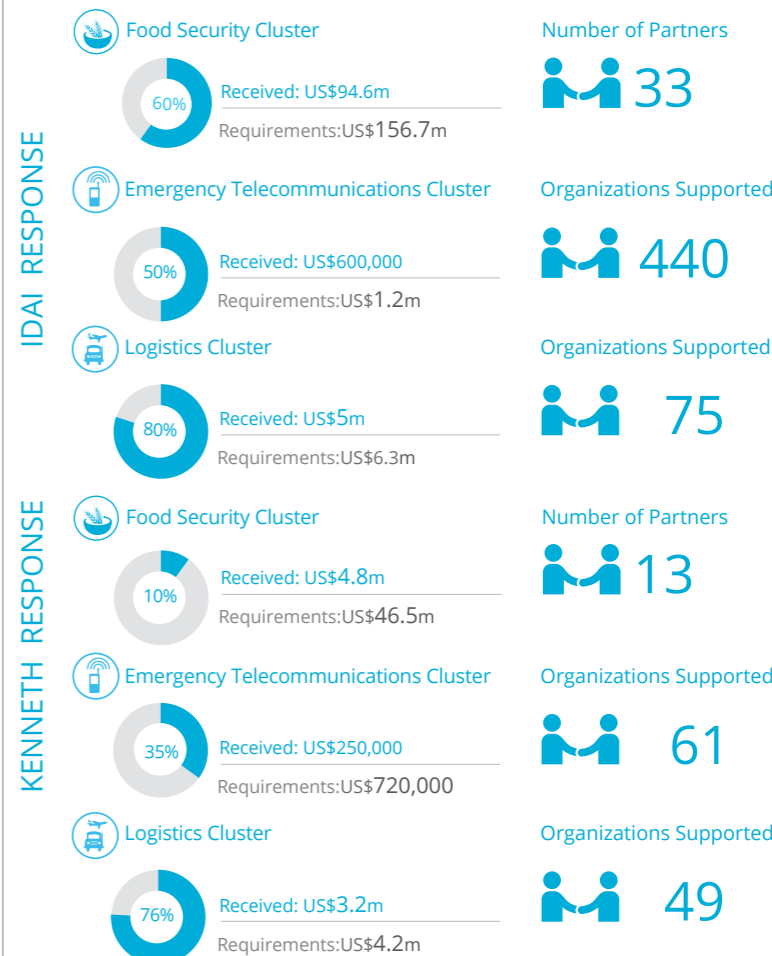 IDAI RESPONSE
Food Security Cluster
Number of Partners
60%
Received: US$94.6m
Requirements:US$156.7m
33
Emergency Telecommunications Cluster
Organizations Supported
50%
Received: US$600,000
Requirements:US$1.2m
440
Logistics Cluster
Organizations Supported
80%
Received: US$5m
Requirements:US$6.3m
75
KENNETH RESPONSE
Food Security Cluster
Number of Partners
10%
Received: US$4.8m
Requirements:US$46.5m
13
Emergency Telecommunications Cluster
Organizations Supported
35%
Received: US$250,000
Requirements:US$720,000
61
Logistics Cluster
Organizations Supported
76%
Received: US$3.2m
Requirements:US$4.2m
49